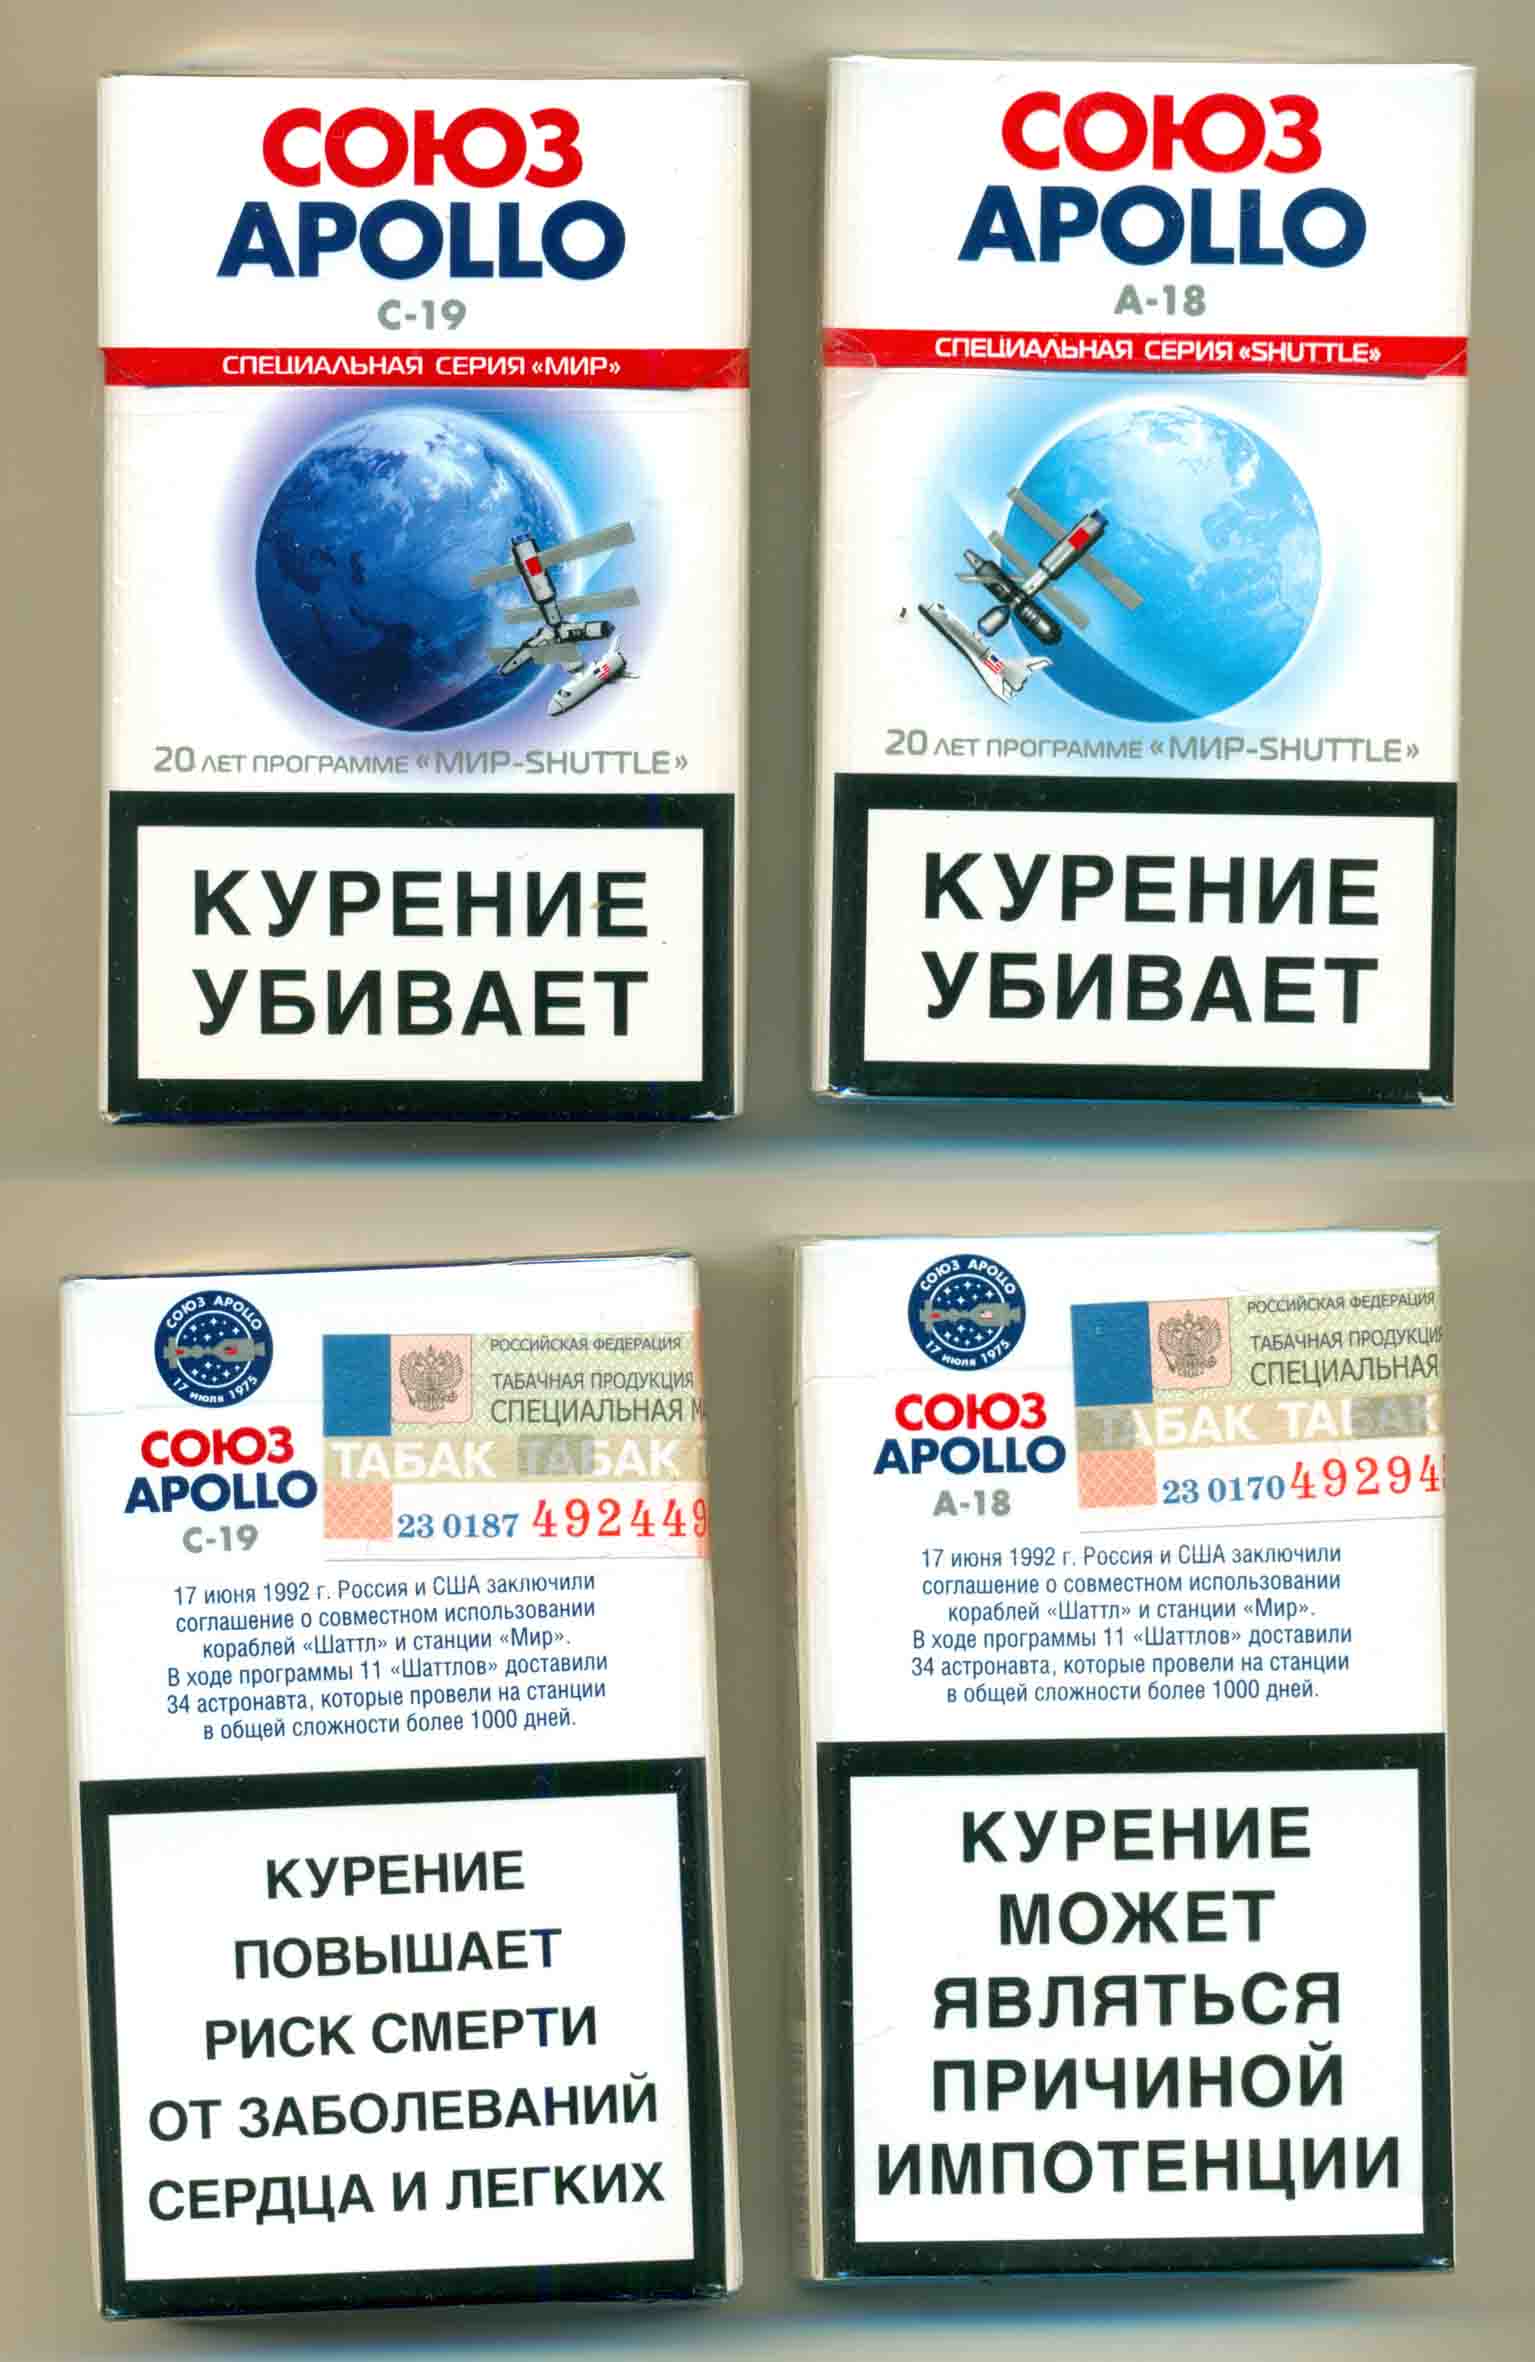 СОЮЗ
APOLLO
С-19
СПЕЦИАЛЬНАЯ СЕРИЯ «МИР»
20 ЛЕТ ПРОГРАММЕ «МИР-SHUTTLE»
КУРЕНИЕ
УБИВАЕТ
СОЮЗ
APOLLO
А-18
СПЕЦИАЛЬНАЯ СЕРИЯ «SHUTTLE»
20 ЛЕТ ПРОГРАММЕ «МИР-SHUTTLE»
КУРЕНИЕ
УБИВАЕТ
СОЮЗ APOLLO
17 июля 1975
РОССИЙСКАЯ ФЕДЕРАЦИЯ
ТАБАЧНАЯ ПРОДУКЦИЯ
СПЕЦИАЛЬНАЯ
ТАБАК ТАБАК
23 0187 492449
СОЮЗ
APOLLO
С-19
17 июня 1992 г. Россия и США заключили
соглашение о совместном использовании
кораблей «Шаттл» и станции «Мир».
В ходе программы 11 «Шаттлов» доставили
34 астронавта, которые провели на станции
в общей сложности более 1000 дней.
КУРЕНИЕ
ПОВЫШАЕТ
РИСК СМЕРТИ
ОТ ЗАБОЛЕВАНИЙ
СЕРДЦА И ЛЕГКИХ
СОЮЗ APOLLO
17 июля 1975
РОССИЙСКАЯ ФЕДЕРАЦИЯ
ТАБАЧНАЯ ПРОДУКЦИЯ
СПЕЦИАЛЬНАЯ
ТАБАК ТАБАК
23 0170 49294
СОЮЗ
APOLLO
А-18
17 июня 1992 г. Россия и США заключили
соглашение о совместном использовании
кораблей «Шаттл» и станции «Мир».
В ходе программы 11 «Шаттлов» доставили
34 астронавта, которые провели на станции
в общей сложности более 1000 дней.
КУРЕНИЕ
МОЖЕТ
ЯВЛЯТЬСЯ
ПРИЧИНОЙ
ИМПОТЕНЦИИ